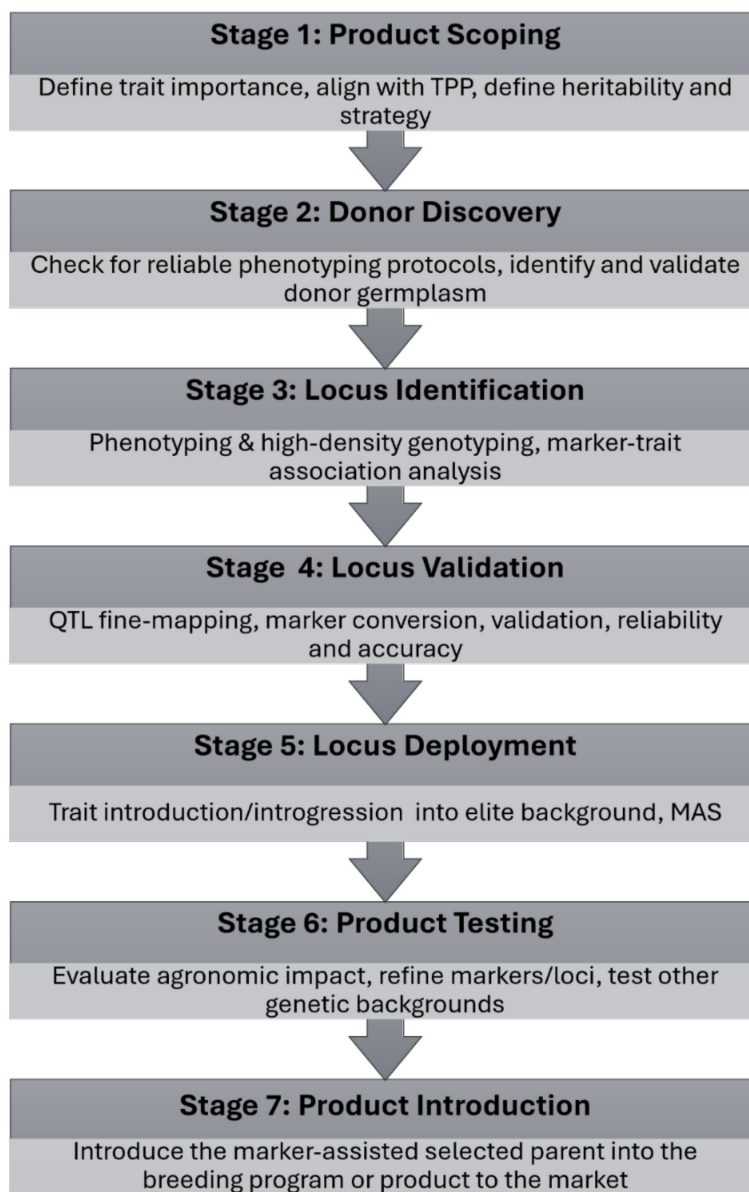 Stage 1: Product Scoping
Define trait importance, align with TPP, define heritability and
strategy
Stage 2: Donor Discovery
Check for reliable phenotyping protocols, identify and validate
donor germplasm
Stage 3: Locus Identification
Phenotyping & high-density genotyping, marker-trait
association analysis
Stage  4: Locus Validation
QTL fine-mapping, marker conversion, validation, reliability
and accuracy
Stage 5: Locus Deployment
Trait introduction/introgression  into elite background, MAS
Stage 6: Product Testing
Evaluate agronomic impact, refine markers/loci, test other
genetic backgrounds
Stage 7: Product Introduction
Introduce the marker-assisted selected parent into the
breeding program or product to the market